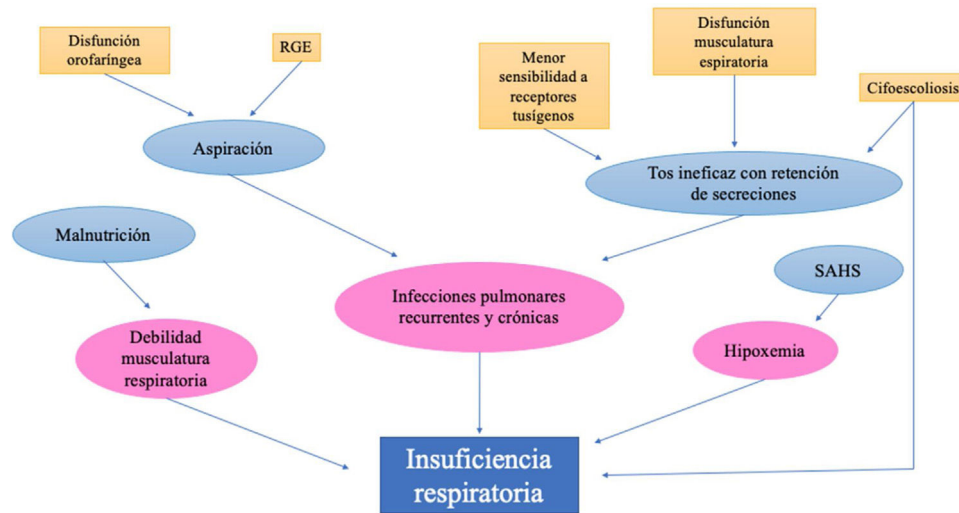 Disfunción
orofaríngea
RGE
Menor
sensibilidad a
receptores
tusígenos
Disfunción
musculatura
espiratoria
Cifoescoliosis
Aspiración
Tos ineficaz con retención
de secreciones
Malnutrición
SAHS
Infecciones pulmonares
recurrentes y crónicas
Debilidad
musculatura
respiratoria
Hipoxemia
Insuficiencia
respiratoria